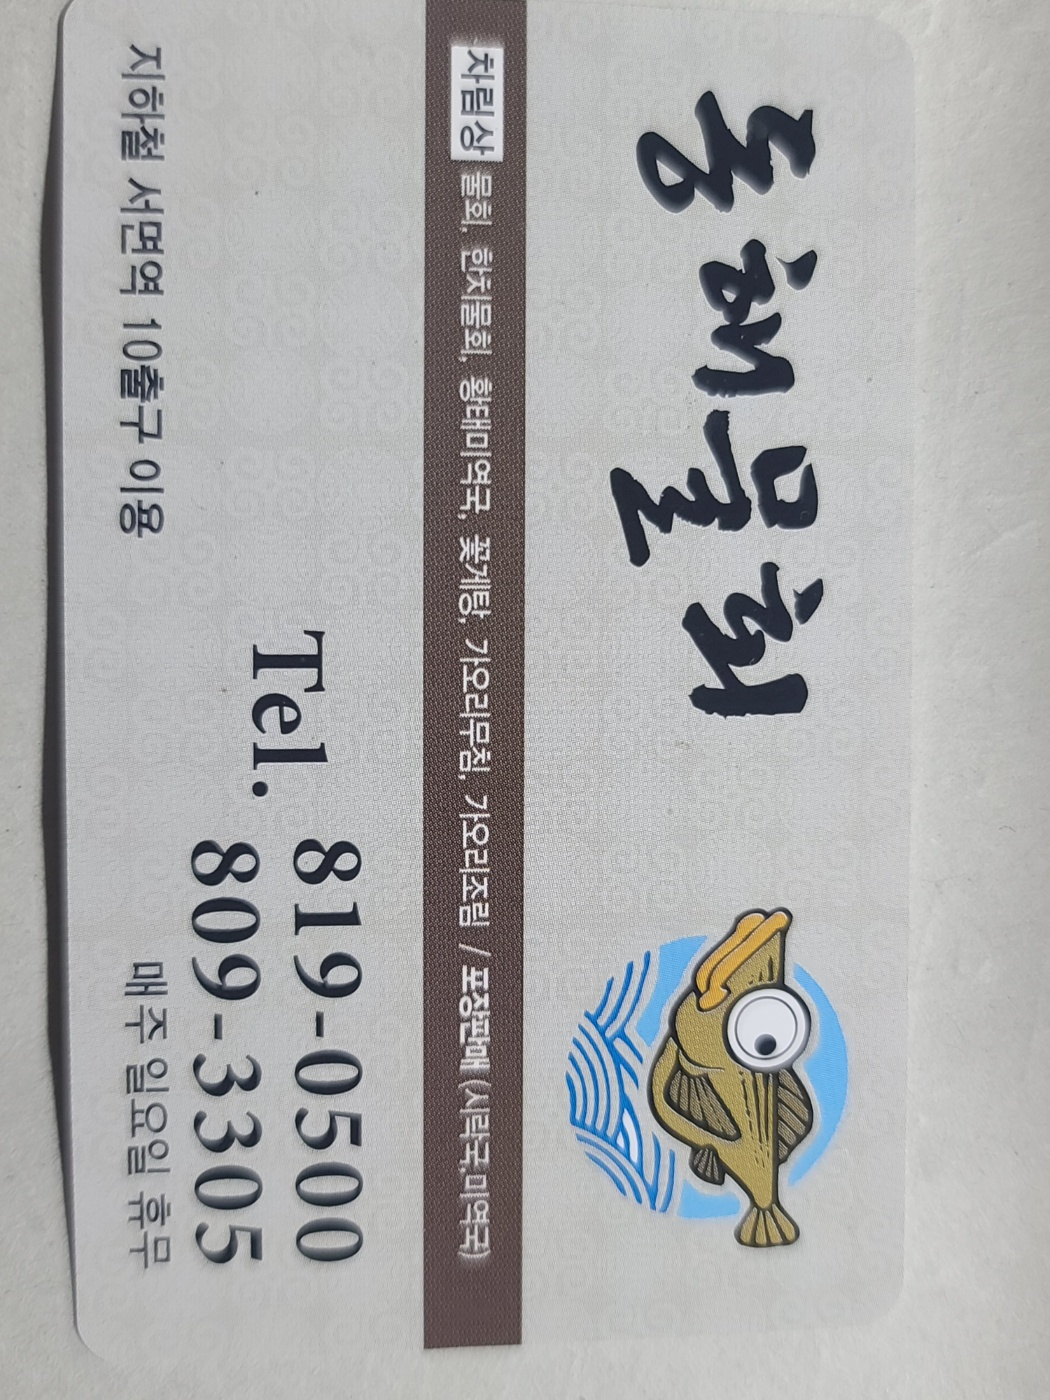 동해물회
차림상 물회, 한치물회, 황태미역국, 꽃게탕, 가오리무침, 가오리조림 / 포장판매 (시락국,미역국)
Tel. 819-0500
809-3305
지하철 서면역 10출구 이용
매주 일요일 휴무